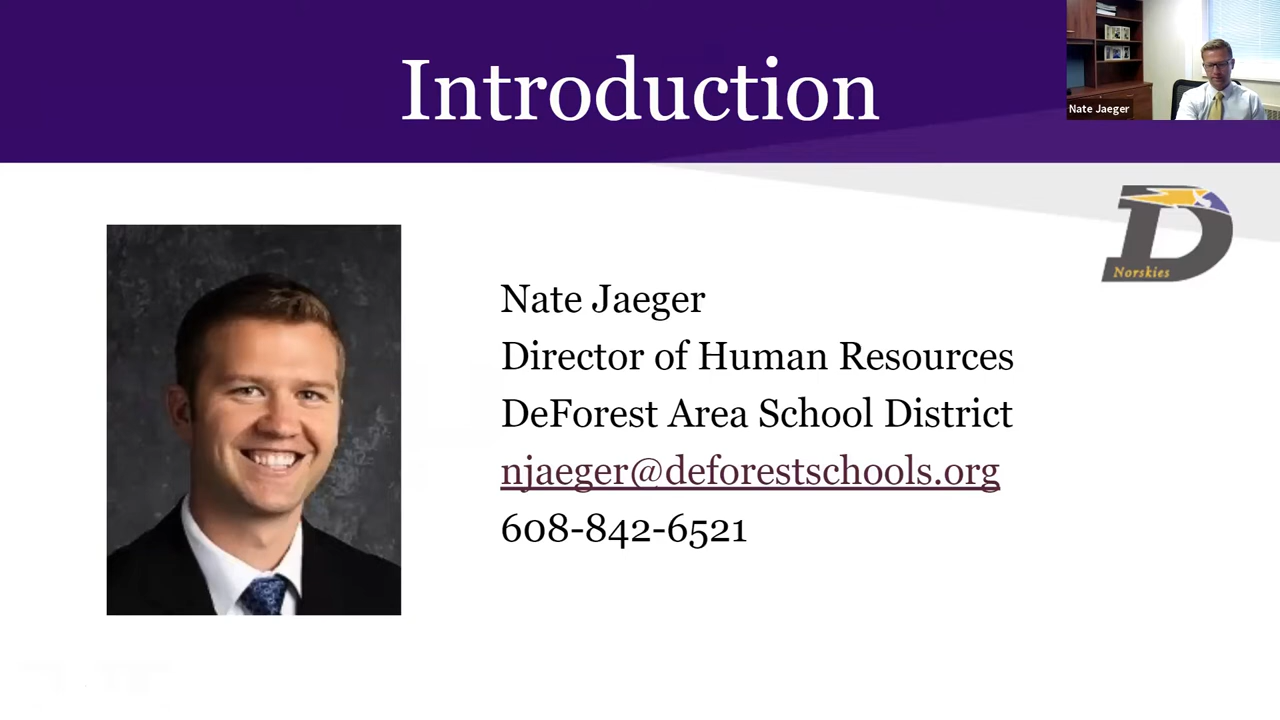 Introduction
Nate Jaeger
Norskies
Nate Jaeger
Director of Human Resources
DeForest Area School District
njaeger@deforestschools.org
608-842-6521